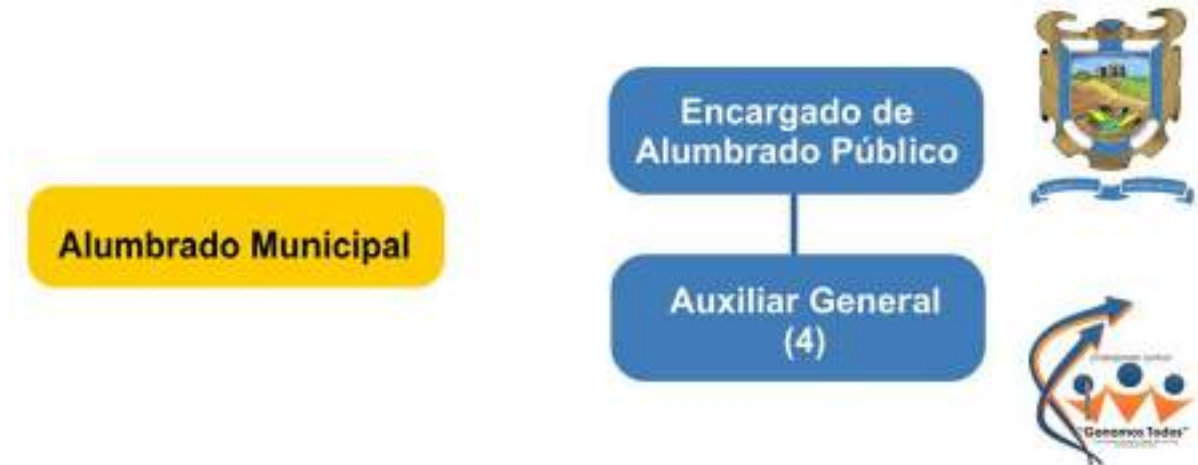 Encargado de
Alumbrado Público
Alumbrado Municipal
Auxiliar General
(4)
"Ganamos Todos"